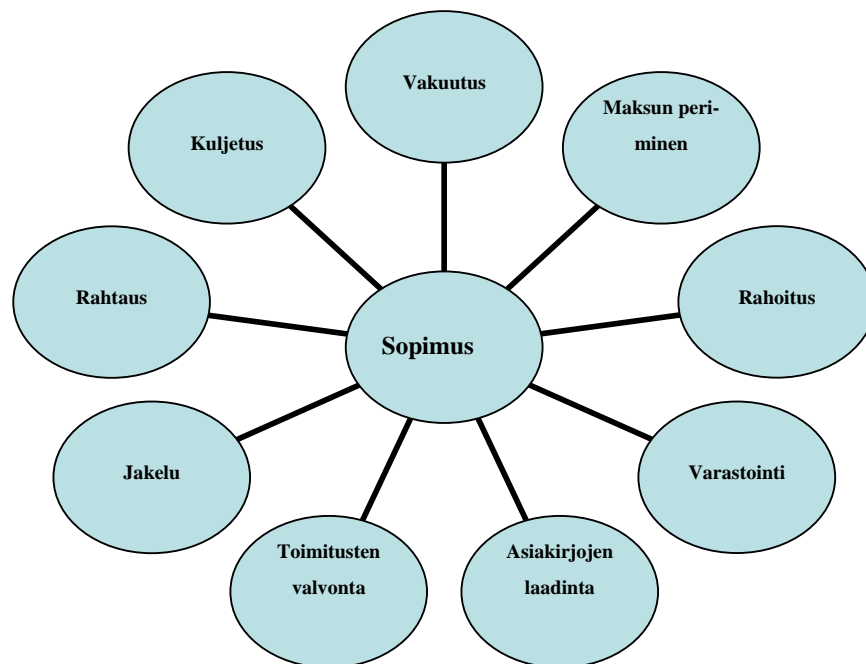 Vakuutus
Maksun peri-
minen
Kuljetus
Rahtaus
Rahoitus
Sopimus
Jakelu
Varastointi
Toimitusten
valvonta
Asiakirjojen
laadinta